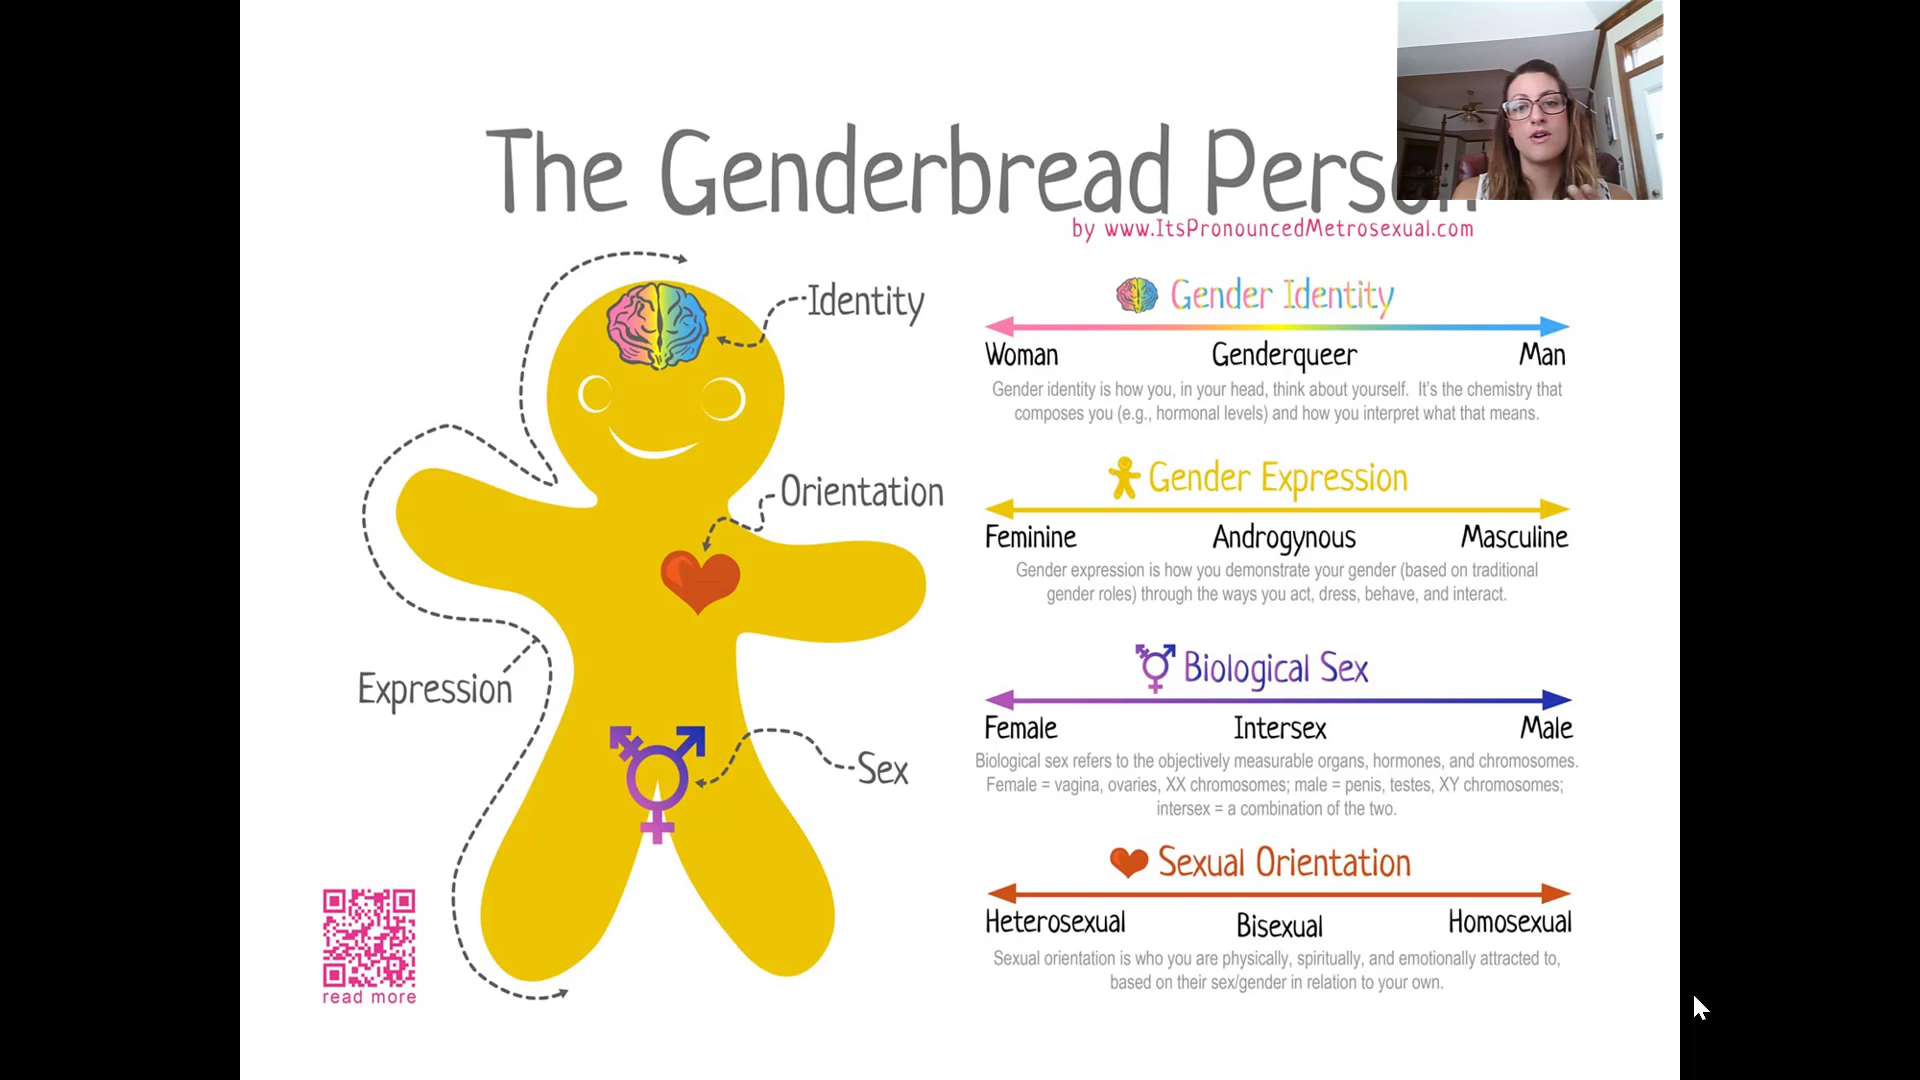 The Genderbread Person
by www.ItsPronouncedMetrosexual.com
Identity
Orientation
Expression
Sex
read more
Gender Identity
Woman Genderqueer Man
Gender identity is how you, in your head, think about yourself. It's the chemistry that
composes you (e.g., hormonal levels) and how you interpret what that means.
Gender Expression
Feminine Androgynous Masculine
Gender expression is how you demonstrate your gender (based on traditional
gender roles) through the ways you act, dress, behave, and interact.
Biological Sex
Female Intersex Male
Biological sex refers to the objectively measurable organs, hormones, and chromosomes.
Female = vagina, ovaries, XX chromosomes; male = penis, testes, XY chromosomes;
intersex = a combination of the two.
Sexual Orientation
Heterosexual Bisexual Homosexual
Sexual orientation is who you are physically, spiritually, and emotionally attracted to,
based on their sex/gender in relation to your own.